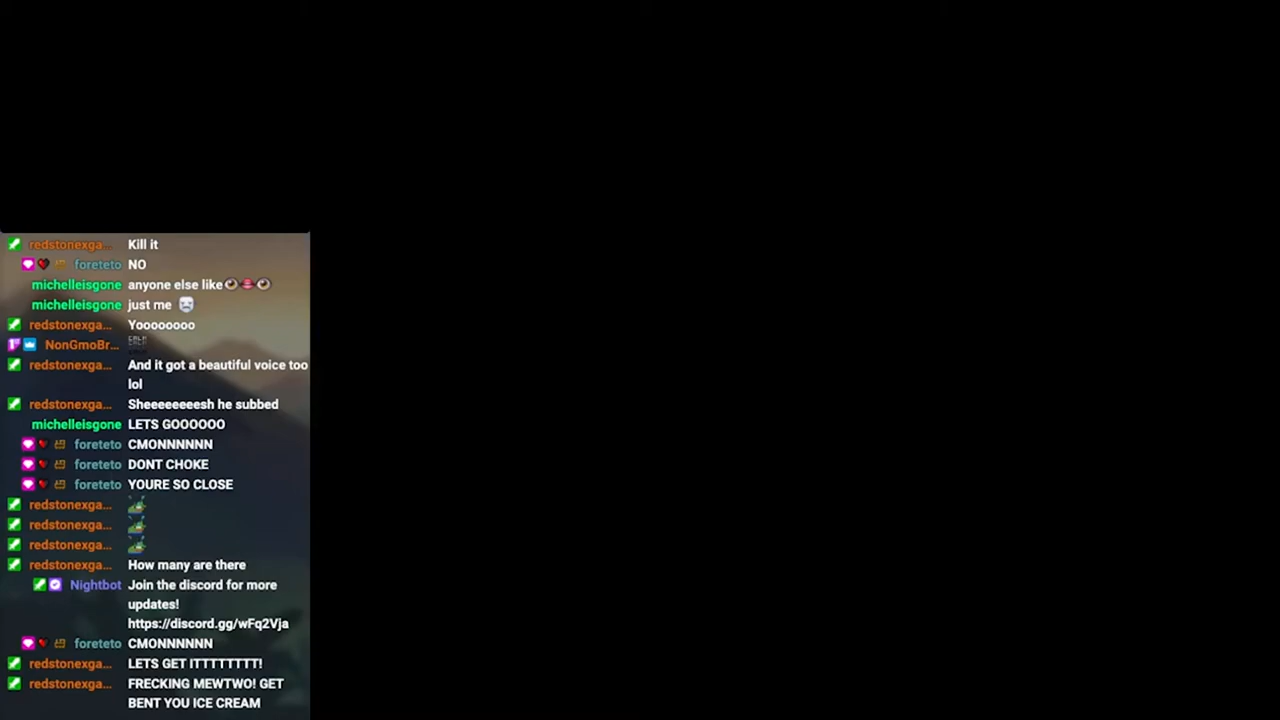 redstonexga... Kill it
foreteto NO
michelleisgone anyone else like
michelleisgone just me
redstonexga... Yoooooooo
NonGmoBr...
redstonexga... And it got a beautiful voice too
lol
redstonexga... Sheeeeeeesh he subbed
michelleisgone LETS GOOOOOO
foreteto CMONNNNNN
foreteto DONT CHOKE
foreteto YOURE SO CLOSE
redstonexga...
redstonexga...
redstonexga...
redstonexga... How many are there
Nightbot Join the discord for more
updates!
https://discord.gg/wFq2Vja
foreteto CMONNNNNN
redstonexga... LETS GET ITTTTTTTT!
redstonexga... FRECKING MEWTWO! GET
BENT YOU ICE CREAM